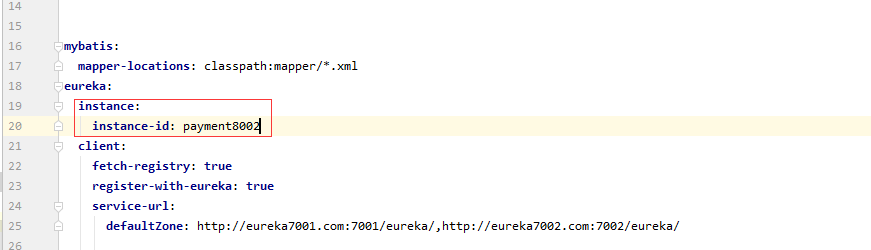 14
15
16 mybatis:
17 mapper-locations: classpath:mapper/*.xml
18 eureka:
19 instance:
20 instance-id: payment8002
21 client:
22 fetch-registry: true
23 register-with-eureka: true
24 service-url:
25 defaultZone: http://eureka7001.com:7001/eureka/,http://eureka7002.com:7002/eureka/
26